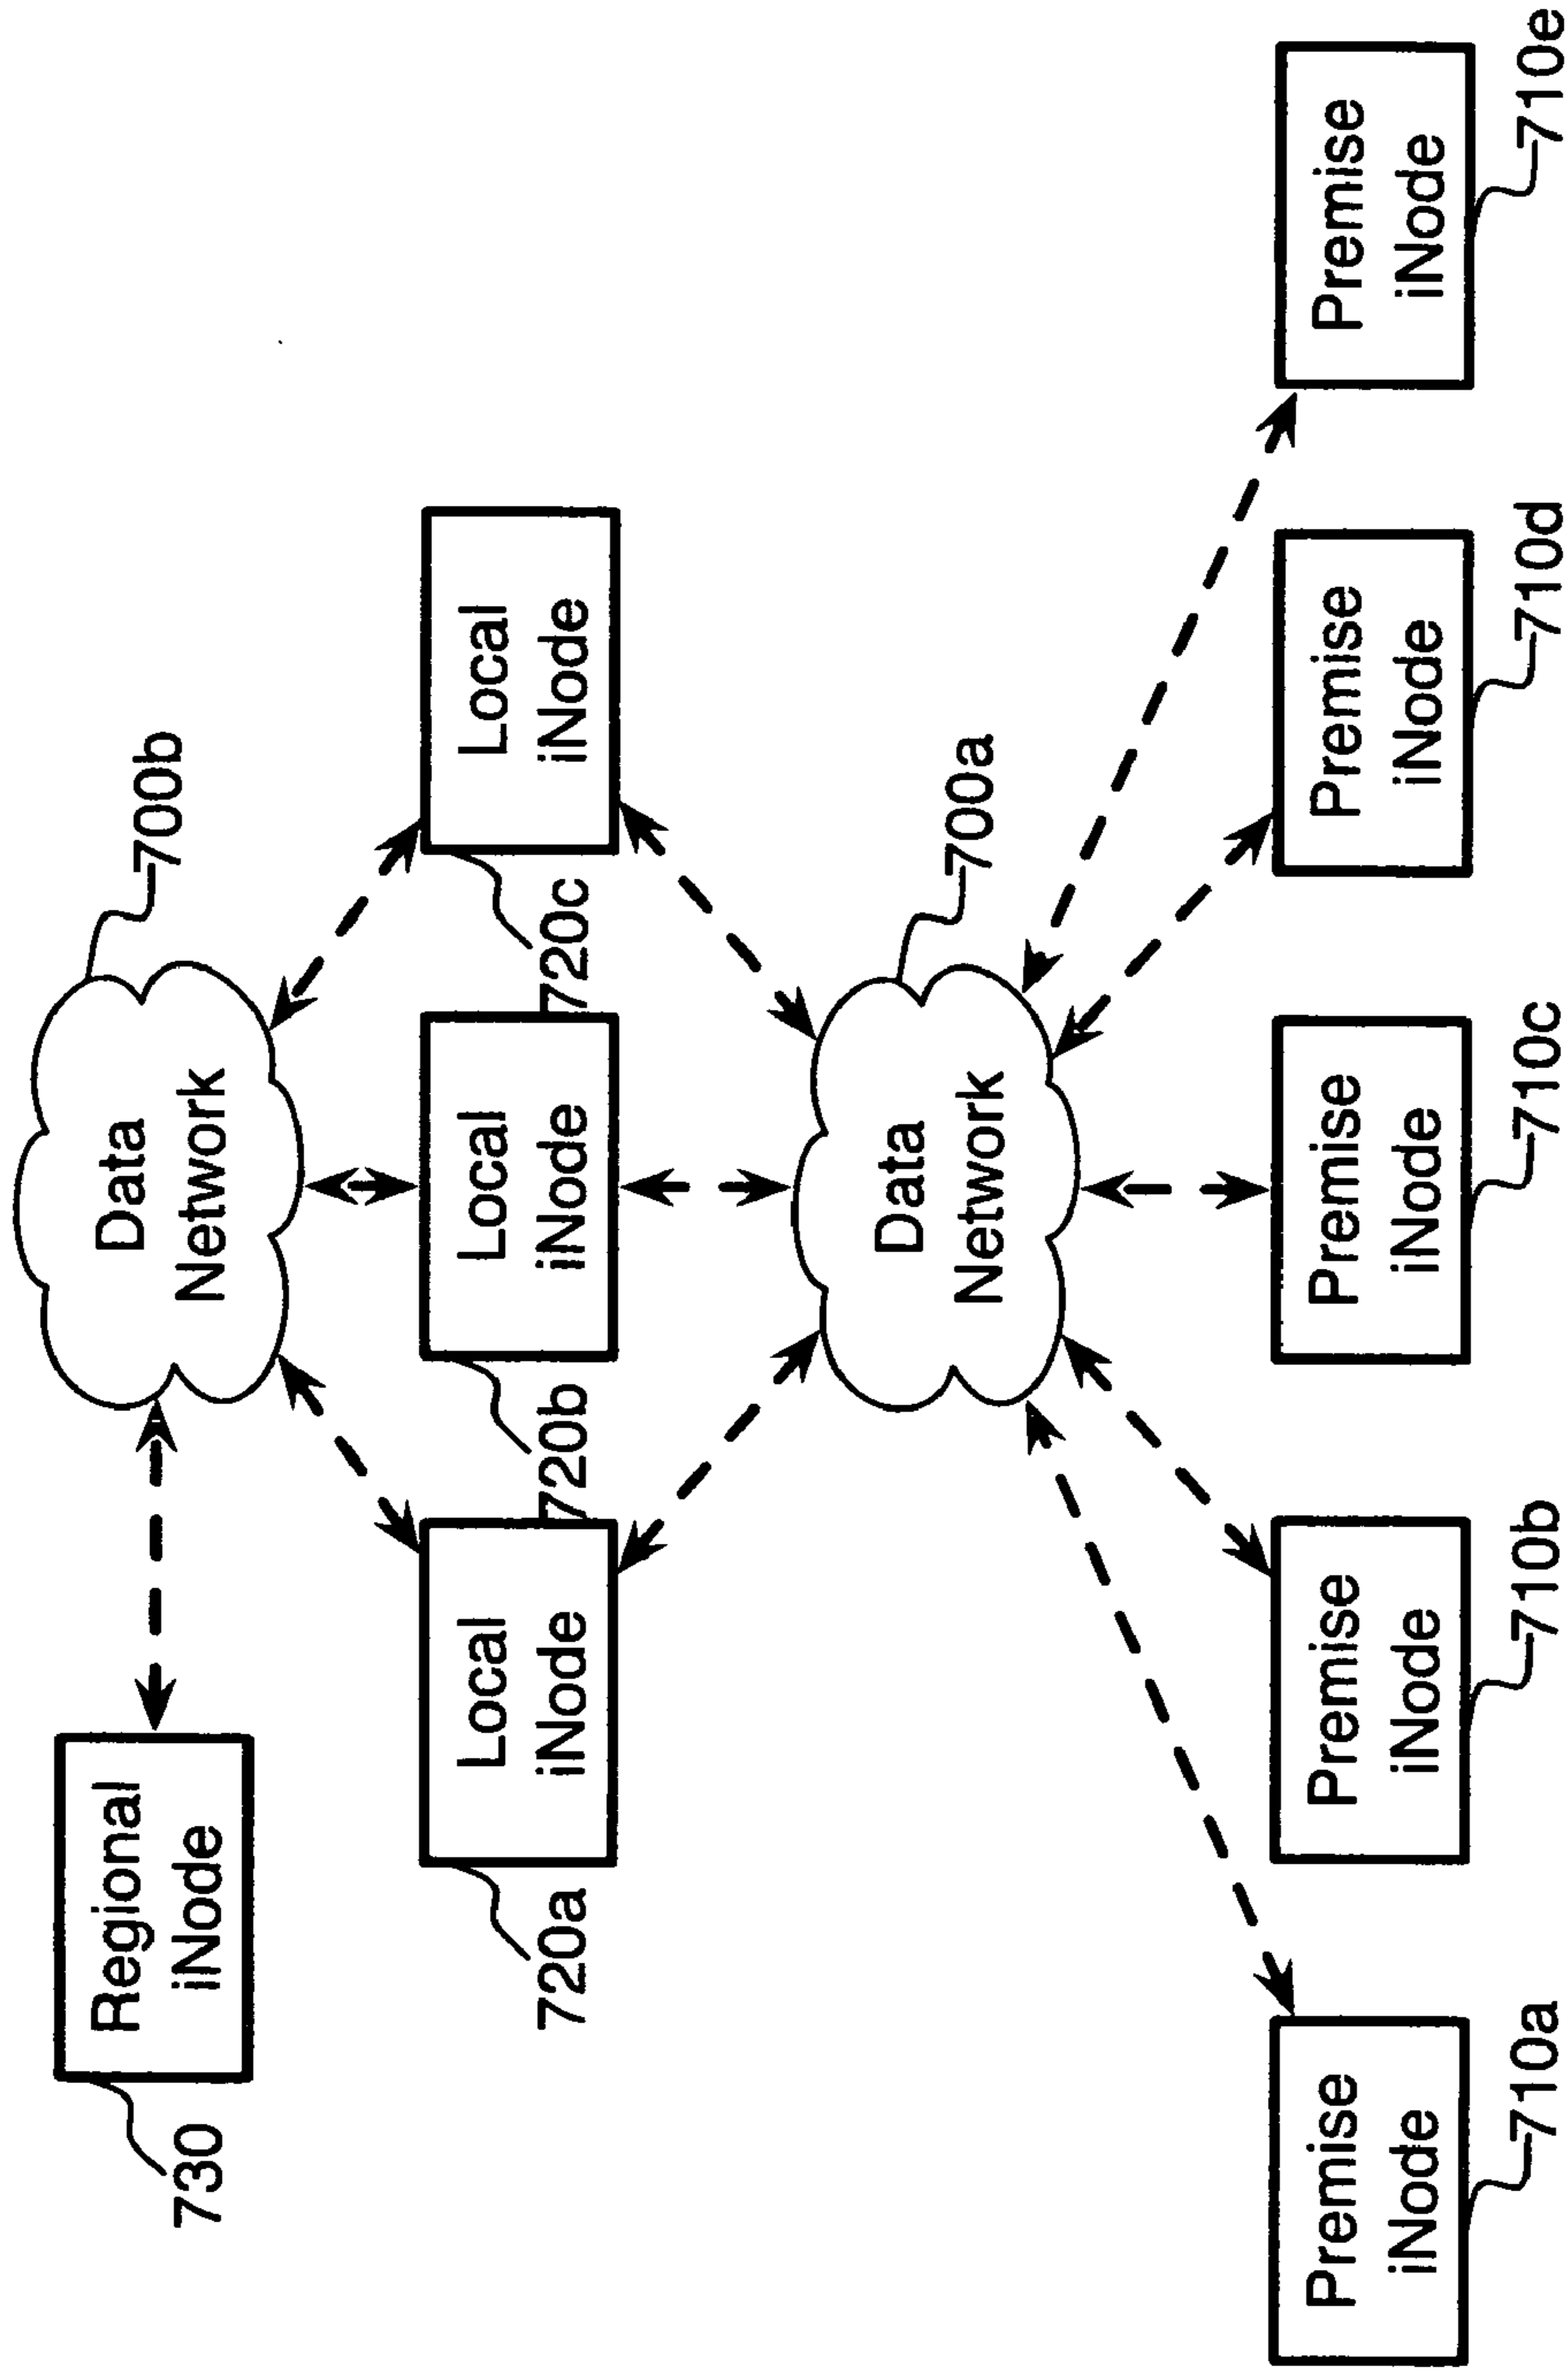 Regional
iNode
730
Data
Network
700b
Local
iNode
720a
Local
iNode
720b
Local
iNode
720c
Data
Network
700a
Premise
iNode
710a
Premise
iNode
710b
Premise
iNode
710c
Premise
iNode
710d
Premise
iNode
710e